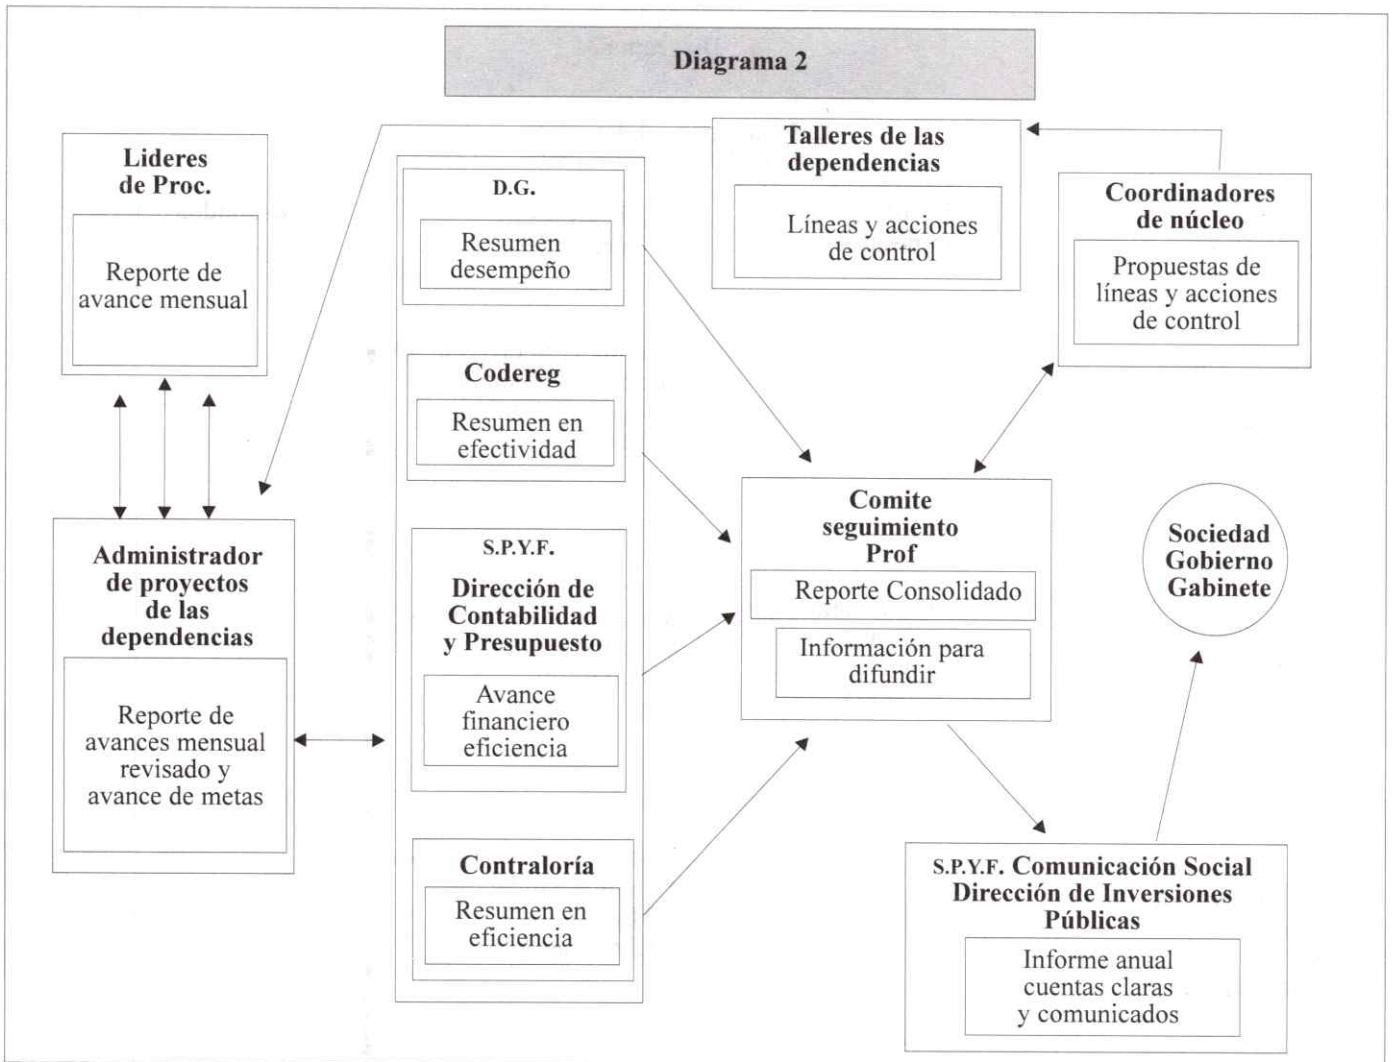 Diagrama 2
Lideres
de Proc.
Reporte de
avance mensual
Administrador
de proyectos
de las
dependencias
Reporte de
avances mensual
revisado y
avance de metas
D.G.
Resumen
desempeño
Codereg
Resumen en
efectividad
S.P.Y.F.
Dirección de
Contabilidad
y Presupuesto
Avance
financiero
eficiencia
Contraloría
Resumen en
eficiencia
Talleres de las
dependencias
Líneas y acciones
de control
Coordinadores
de núcleo
Propuestas de
líneas y acciones
de control
Comite
seguimiento
Prof
Reporte Consolidado
Información para
difundir
Sociedad
Gobierno
Gabinete
S.P.Y.F. Comunicación Social
Dirección de Inversiones
Públicas
Informe anual
cuentas claras
y comunicados